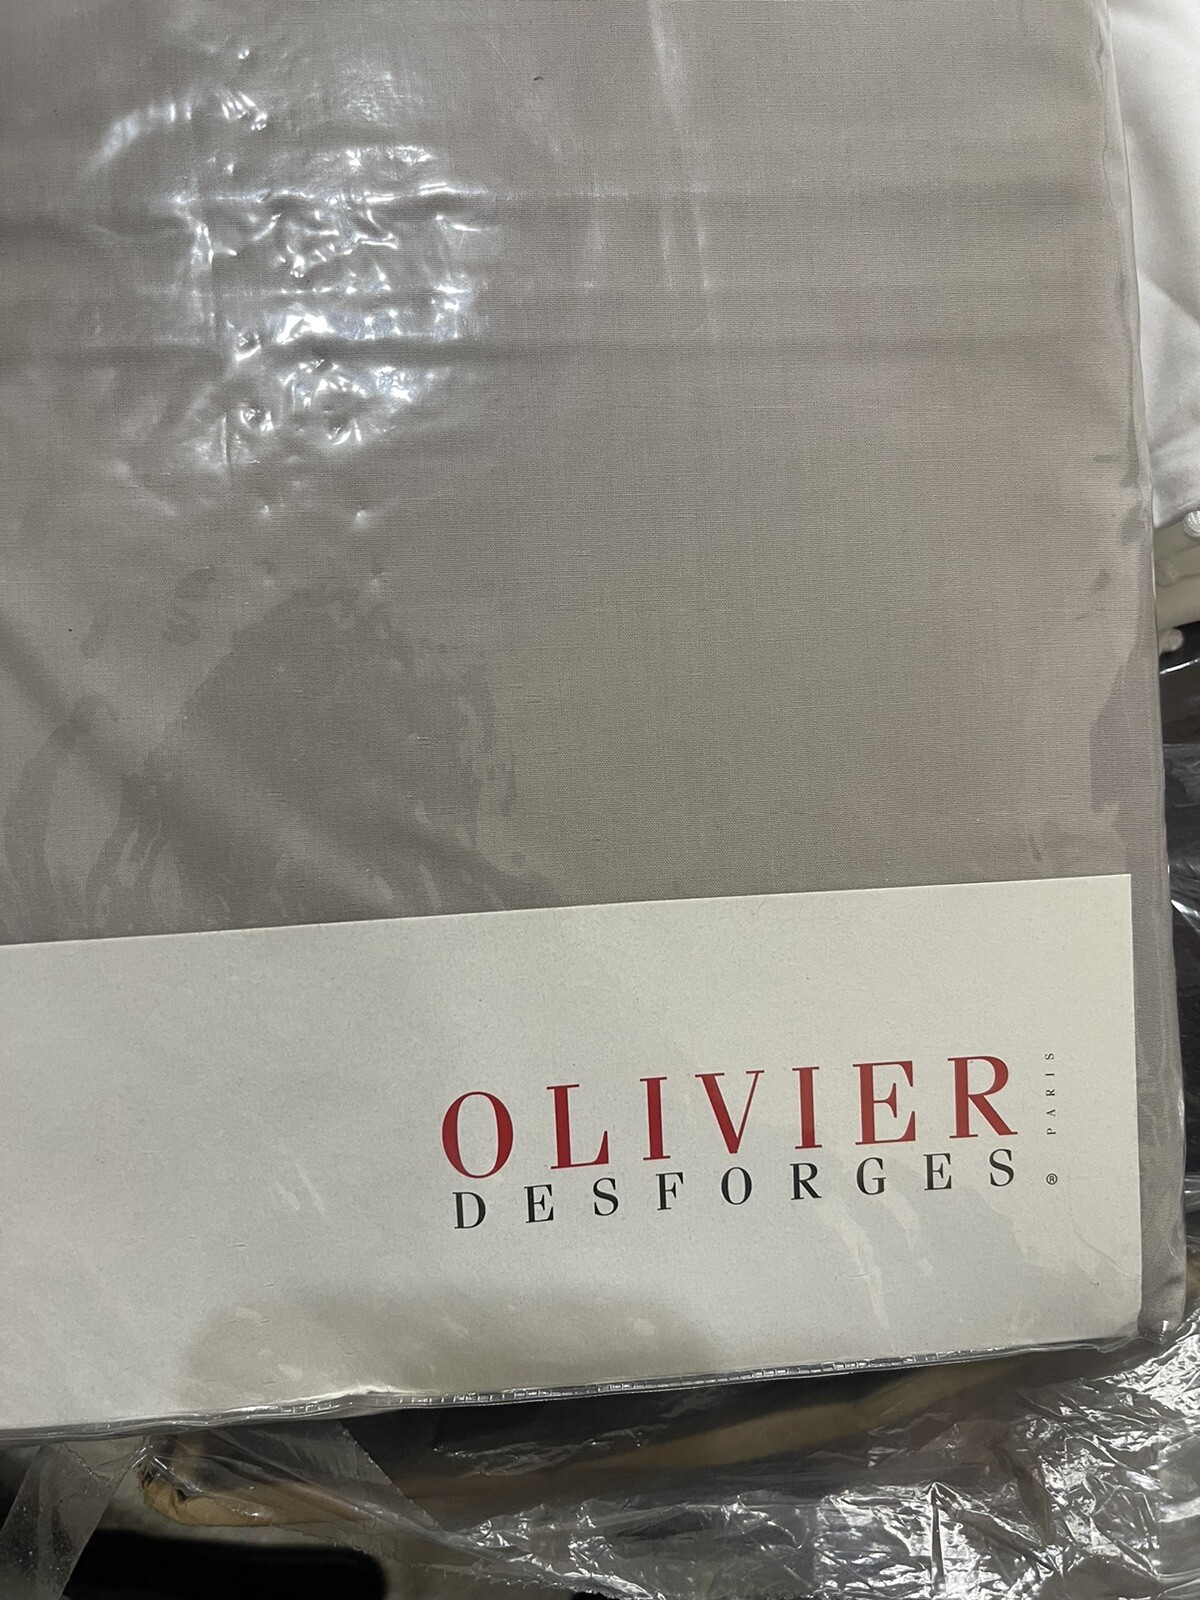 OLIVIER
DESFORGES
PARIS
®